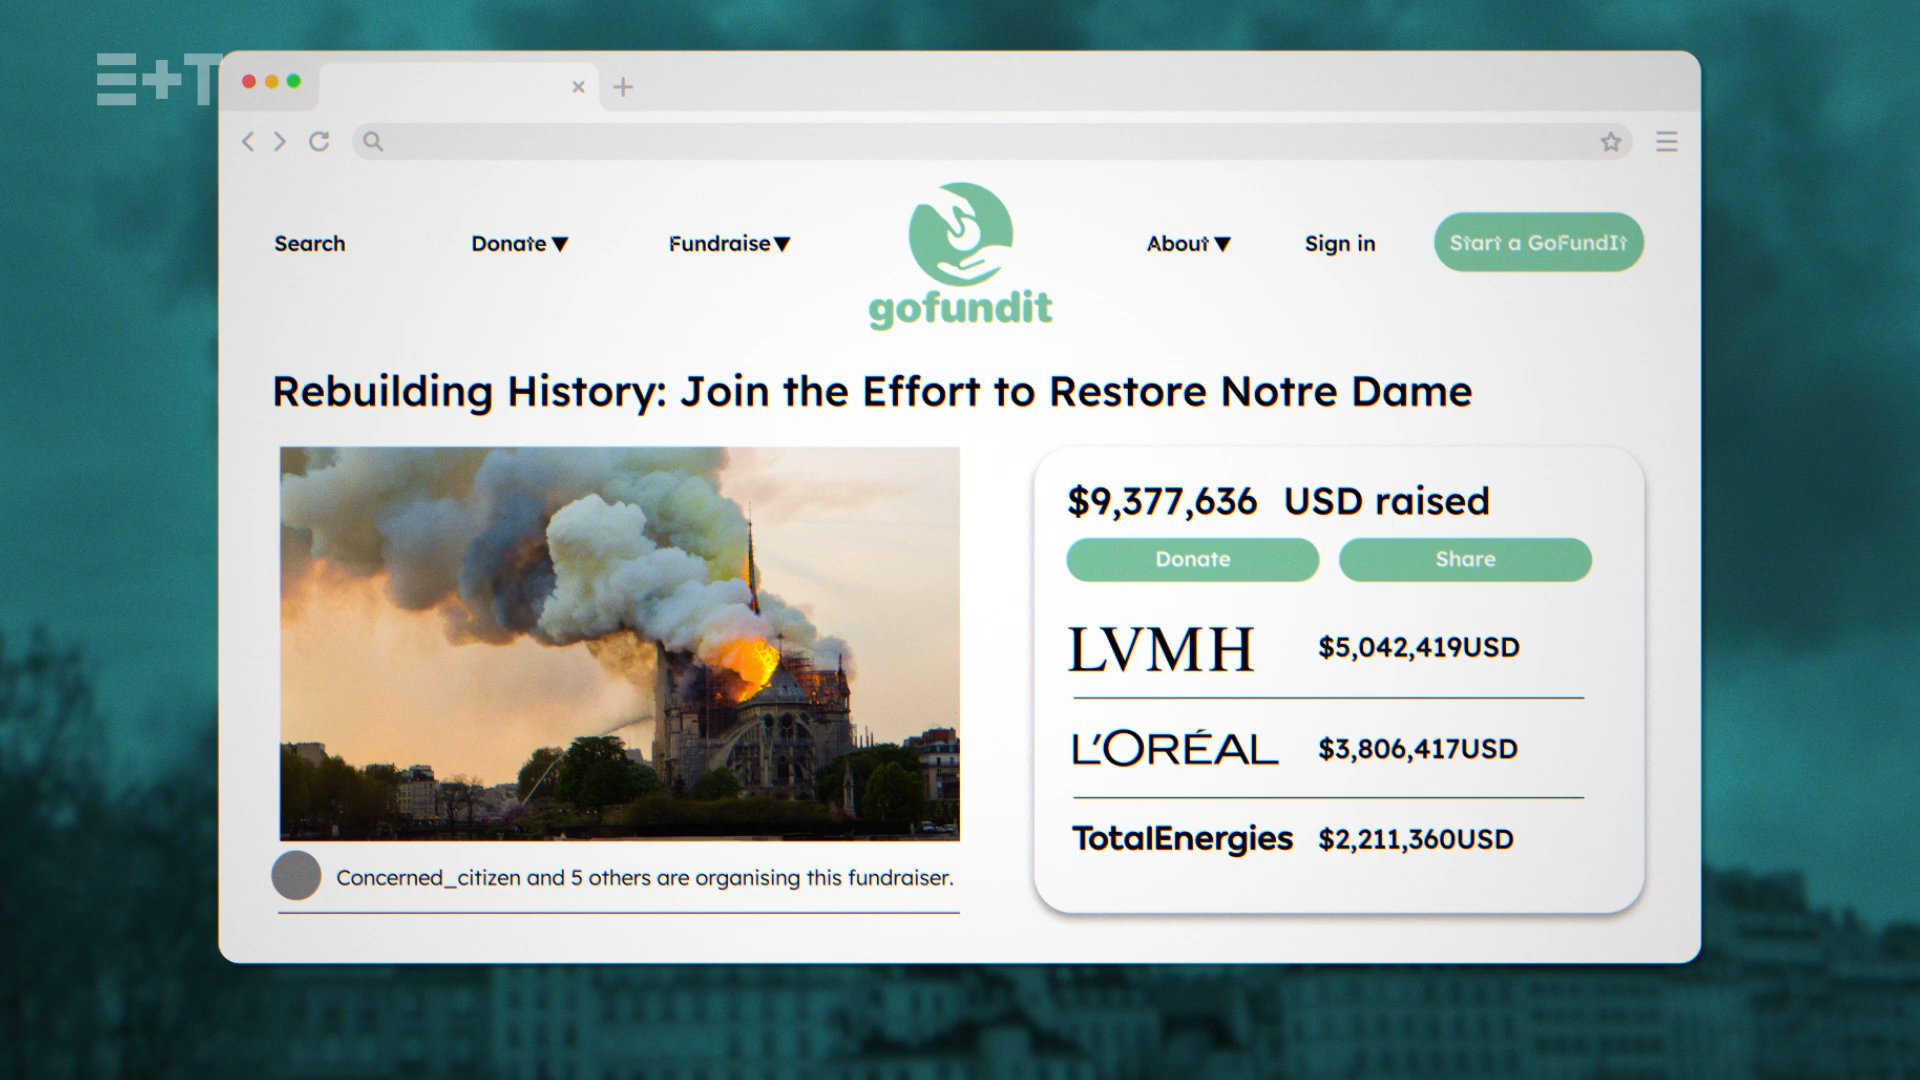 E+T
Search
Donate ▼
Fundraise ▼
gofundit
About ▼
Sign in
Start a GoFundIt
Rebuilding History: Join the Effort to Restore Notre Dame
$9,377,636 USD raised
Donate
Share
LVMH $5,042,419USD
L'ORÉAL $3,806,417USD
TotalEnergies $2,211,360USD
Concerned_citizen and 5 others are organising this fundraiser.